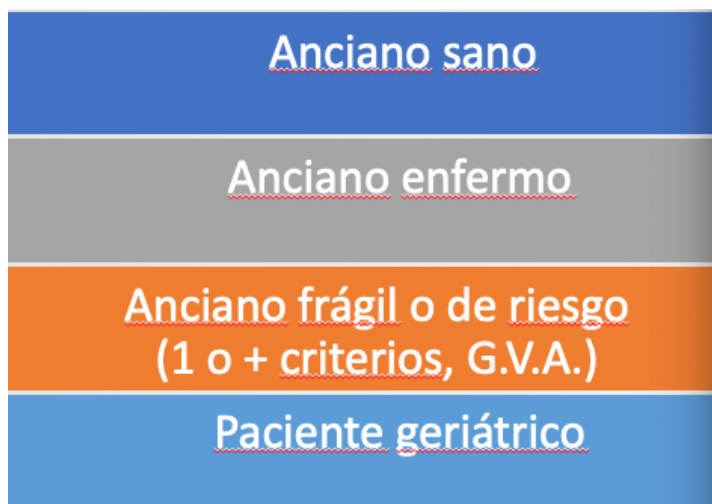 Anciano sano
Anciano enfermo
Anciano frágil o de riesgo
(1 o + criterios, G.V.A.)
Paciente geriátrico